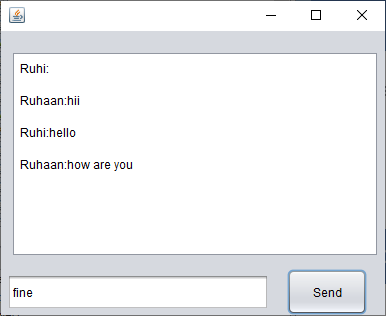 Ruhi:
Ruhaan:hii
Ruhi:hello
Ruhaan:how are you
fine
Send